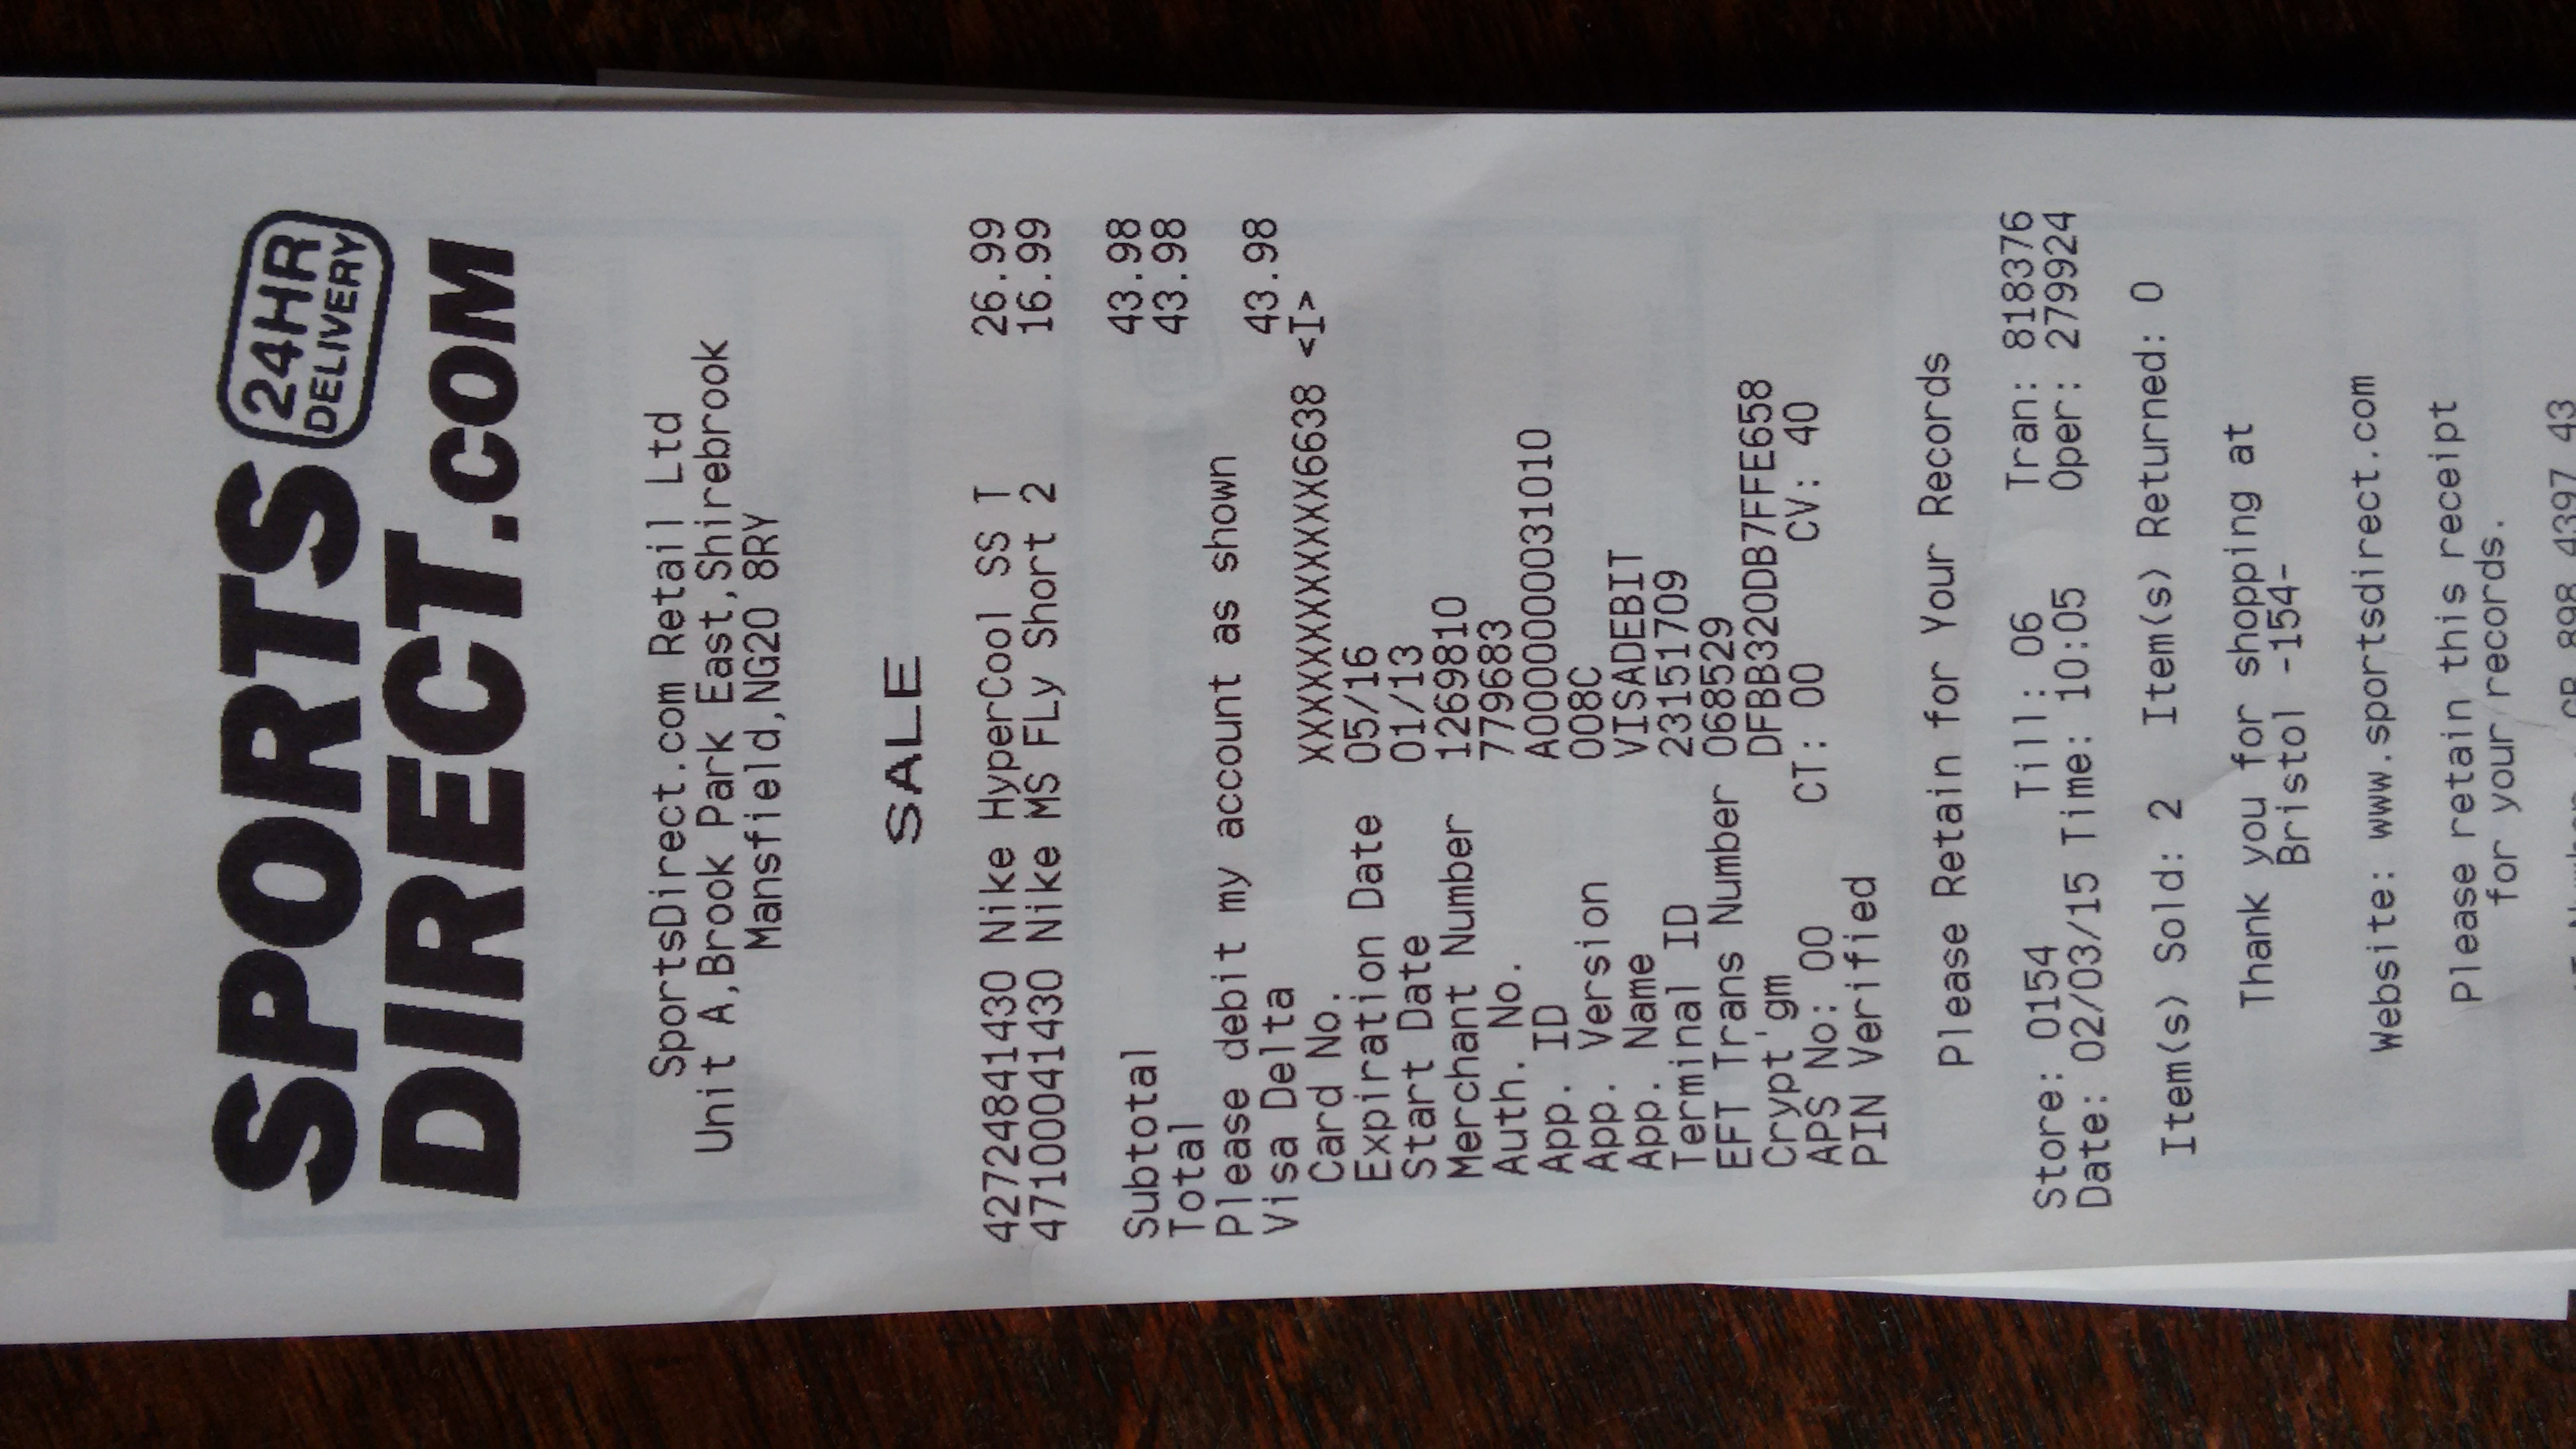 SPORTS 24HR DELIVERY
DIRECT.COM
SportsDirect.com Retail Ltd
Unit A,Brook Park East,Shirebrook
Mansfield,NG20 8RY
SALE
42724841430 Nike HyperCool SS T 26.99
47100041430 Nike MS FLy Short 2 16.99
Subtotal 43.98
Total 43.98
Please debit my account as shown
Visa Delta 43.98
Card No. XXXXXXXXXXXX6638 <I>
Expiration Date 05/16
Start Date 01/13
Merchant Number 1269810
Auth. No. 779683
App. ID A0000000031010
App. Version 008C
App. Name VISADEBIT
Terminal ID 23151709
EFT Trans Number 068529
Crypt'gm DFBB320DB7FFE658
APS No: 00 CT: 00 CV: 40
PIN Verified
Please Retain for Your Records
Store: 0154 Till: 06 Tran: 818376
Date: 02/03/15 Time: 10:05 Oper: 279924
Item(s) Sold: 2 Item(s) Returned: 0
Thank you for shopping at
Bristol -154-
Website: www.sportsdirect.com
Please retain this receipt
for your records.
Number : GB 898 4397 43